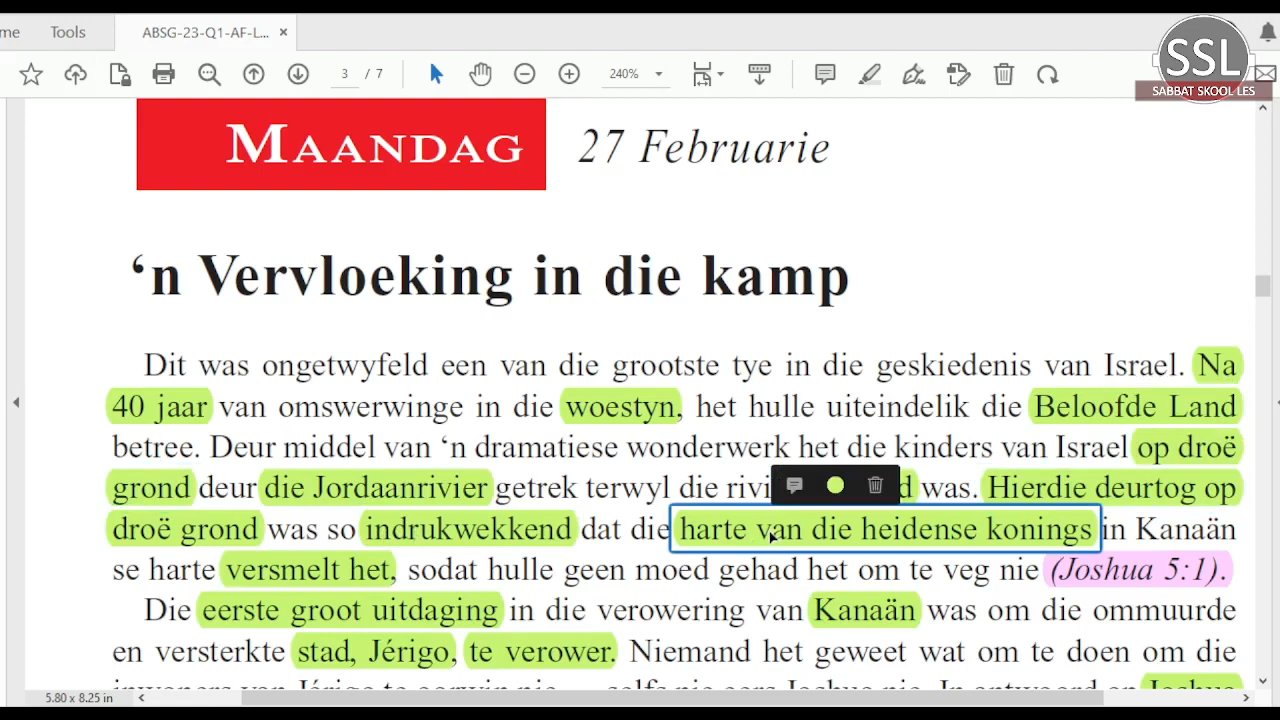 me Tools ABSG-23-Q1-AF-L... ×
SSL
SABBAT SKOOL LES
3 / 7 240%
MAANDAG 27 Februarie
‘n Vervloeking in die kamp
Dit was ongetwyfeld een van die grootste tye in die geskiedenis van Israel. Na
40 jaar van omswerwinge in die woestyn, het hulle uiteindelik die Beloofde Land
betree. Deur middel van ‘n dramatiese wonderwerk het die kinders van Israel op droë
grond deur die Jordaanrivier getrek terwyl die rivi d was. Hierdie deurtog op
droë grond was so indrukwekkend dat die harte van die heidense konings in Kanaän
se harte versmelt het, sodat hulle geen moed gehad het om te veg nie (Joshua 5:1).
Die eerste groot uitdaging in die verowering van Kanaän was om die ommuurde
en versterkte stad, Jérigo, te verower. Niemand het geweet wat om te doen om die
5.80 x 8.25 in